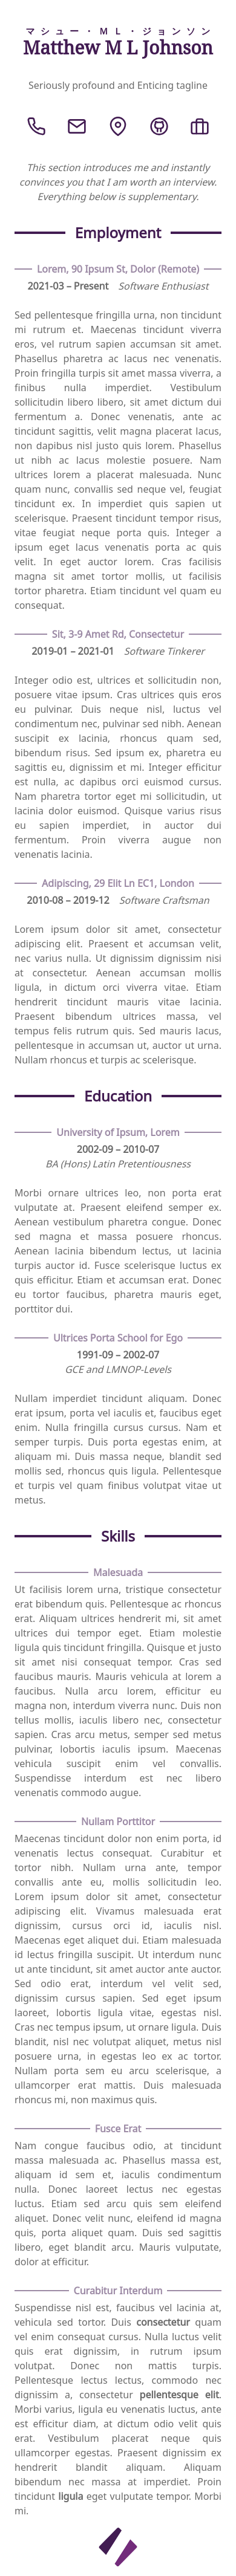 マシュー・ML・ジョンソン
Matthew M L Johnson
Seriously profound and Enticing tagline
This section introduces me and instantly
convinces you that I am worth an interview.
Everything below is supplementary.
Employment
Lorem, 90 Ipsum St, Dolor (Remote)
2021-03 – Present Software Enthusiast
Sed pellentesque fringilla urna, non tincidunt
mi rutrum et. Maecenas tincidunt viverra
eros, vel rutrum sapien accumsan sit amet.
Phasellus pharetra ac lacus nec venenatis.
Proin fringilla turpis sit amet massa viverra, a
finibus nulla imperdiet. Vestibulum
sollicitudin libero libero, sit amet dictum dui
fermentum a. Donec venenatis, ante ac
tincidunt sagittis, velit magna placerat lacus,
non dapibus nisl justo quis lorem. Phasellus
ut nibh ac lacus molestie posuere. Nam
ultrices lorem a placerat malesuada. Nunc
quam nunc, convallis sed neque vel, feugiat
tincidunt ex. In imperdiet quis sapien ut
scelerisque. Praesent tincidunt tempor risus,
vitae feugiat neque porta quis. Integer a
ipsum eget lacus venenatis porta ac quis
velit. In eget auctor lorem. Cras facilisis
magna sit amet tortor mollis, ut facilisis
tortor pharetra. Etiam tincidunt vel quam eu
consequat.
Sit, 3-9 Amet Rd, Consectetur
2019-01 – 2021-01 Software Tinkerer
Integer odio est, ultrices et sollicitudin non,
posuere vitae ipsum. Cras ultrices quis eros
eu pulvinar. Duis neque nisl, luctus vel
condimentum nec, pulvinar sed nibh. Aenean
suscipit ex lacinia, rhoncus quam sed,
bibendum risus. Sed ipsum ex, pharetra eu
sagittis eu, dignissim et mi. Integer efficitur
est nulla, ac dapibus orci euismod cursus.
Nam pharetra tortor eget mi sollicitudin, ut
lacinia dolor euismod. Quisque varius risus
eu sapien imperdiet, in auctor dui
fermentum. Proin viverra augue non
venenatis lacinia.
Adipiscing, 29 Elit Ln EC1, London
2010-08 – 2019-12 Software Craftsman
Lorem ipsum dolor sit amet, consectetur
adipiscing elit. Praesent et accumsan velit,
nec varius nulla. Ut dignissim dignissim nisi
at consectetur. Aenean accumsan mollis
ligula, in dictum orci viverra vitae. Etiam
hendrerit tincidunt mauris vitae lacinia.
Praesent bibendum ultrices massa, vel
tempus felis rutrum quis. Sed mauris lacus,
pellentesque in accumsan ut, auctor ut urna.
Nullam rhoncus et turpis ac scelerisque.
Education
University of Ipsum, Lorem
2002-09 – 2010-07
BA (Hons) Latin Pretentiousness
Morbi ornare ultrices leo, non porta erat
vulputate at. Praesent eleifend semper ex.
Aenean vestibulum pharetra congue. Donec
sed magna et massa posuere rhoncus.
Aenean lacinia bibendum lectus, ut lacinia
turpis auctor id. Fusce scelerisque luctus ex
quis efficitur. Etiam et accumsan erat. Donec
eu tortor faucibus, pharetra mauris eget,
porttitor dui.
Ultrices Porta School for Ego
1991-09 – 2002-07
GCE and LMNOP-Levels
Nullam imperdiet tincidunt aliquam. Donec
erat ipsum, porta vel iaculis et, faucibus eget
enim. Nulla fringilla cursus cursus. Nam et
semper turpis. Duis porta egestas enim, at
aliquam mi. Duis massa neque, blandit sed
mollis sed, rhoncus quis ligula. Pellentesque
et turpis vel quam finibus volutpat vitae ut
metus.
Skills
Malesuada
Ut facilisis lorem urna, tristique consectetur
erat bibendum quis. Pellentesque ac rhoncus
erat. Aliquam ultrices hendrerit mi, sit amet
ultrices dui tempor eget. Etiam molestie
ligula quis tincidunt fringilla. Quisque et justo
sit amet nisi consequat tempor. Cras sed
faucibus mauris. Mauris vehicula at lorem a
faucibus. Nulla arcu lorem, efficitur eu
magna non, interdum viverra nunc. Duis non
tellus mollis, iaculis libero nec, consectetur
sapien. Cras arcu metus, semper sed metus
pulvinar, lobortis iaculis ipsum. Maecenas
vehicula suscipit enim vel convallis.
Suspendisse interdum est nec libero
venenatis commodo augue.
Nullam Porttitor
Maecenas tincidunt dolor non enim porta, id
venenatis lectus consequat. Curabitur et
tortor nibh. Nullam urna ante, tempor
convallis ante eu, mollis sollicitudin leo.
Lorem ipsum dolor sit amet, consectetur
adipiscing elit. Vivamus malesuada erat
dignissim, cursus orci id, iaculis nisl.
Maecenas eget aliquet dui. Etiam malesuada
id lectus fringilla suscipit. Ut interdum nunc
ut ante tincidunt, sit amet auctor ante auctor.
Sed odio erat, interdum vel velit sed,
dignissim cursus sapien. Sed eget ipsum
laoreet, lobortis ligula vitae, egestas nisl.
Cras nec tempus ipsum, ut ornare ligula. Duis
blandit, nisl nec volutpat aliquet, metus nisl
posuere urna, in egestas leo ex ac tortor.
Nullam porta sem eu arcu scelerisque, a
ullamcorper erat mattis. Duis malesuada
rhoncus mi, non maximus quis.
Fusce Erat
Nam congue faucibus odio, at tincidunt
massa malesuada ac. Phasellus massa est,
aliquam id sem et, iaculis condimentum
nulla. Donec laoreet lectus nec egestas
luctus. Etiam sed arcu quis sem eleifend
aliquet. Donec velit nunc, eleifend id magna
quis, porta aliquet quam. Duis sed sagittis
libero, eget blandit arcu. Mauris vulputate,
dolor at efficitur.
Curabitur Interdum
Suspendisse nisl est, faucibus vel lacinia at,
vehicula sed tortor. Duis consectetur quam
vel enim consequat cursus. Nulla luctus velit
quis erat dignissim, in rutrum ipsum
volutpat. Donec non mattis turpis.
Pellentesque lectus lectus, commodo nec
dignissim a, consectetur pellentesque elit.
Morbi varius, ligula eu venenatis luctus, ante
est efficitur diam, at dictum odio velit quis
erat. Vestibulum placerat neque quis
ullamcorper egestas. Praesent dignissim ex
hendrerit blandit aliquam. Aliquam
bibendum nec massa at imperdiet. Proin
tincidunt ligula eget vulputate tempor. Morbi
mi.